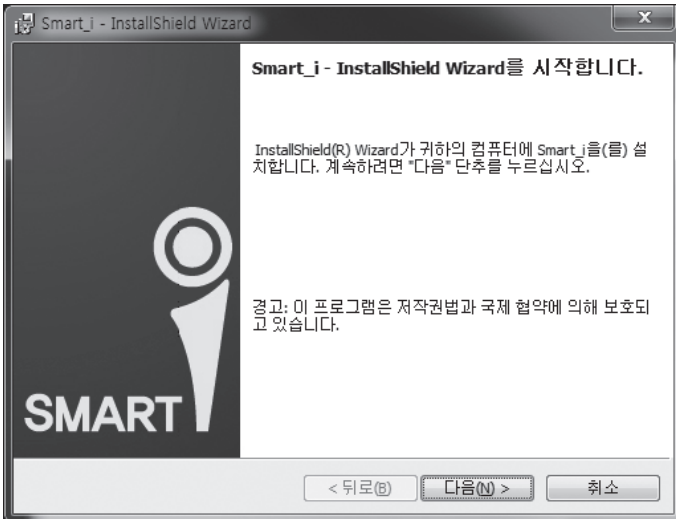 Smart_i - InstallShield Wizard
x
Smart_i - InstallShield Wizard를 시작합니다.
InstallShield(R) Wizard가 귀하의 컴퓨터에 Smart_i을(를) 설
치합니다. 계속하려면 "다음" 단추를 누르십시오.
경고: 이 프로그램은 저작권법과 국제 협약에 의해 보호되
고 있습니다.
SMART i
< 뒤로(B)
다음(N) >
취소